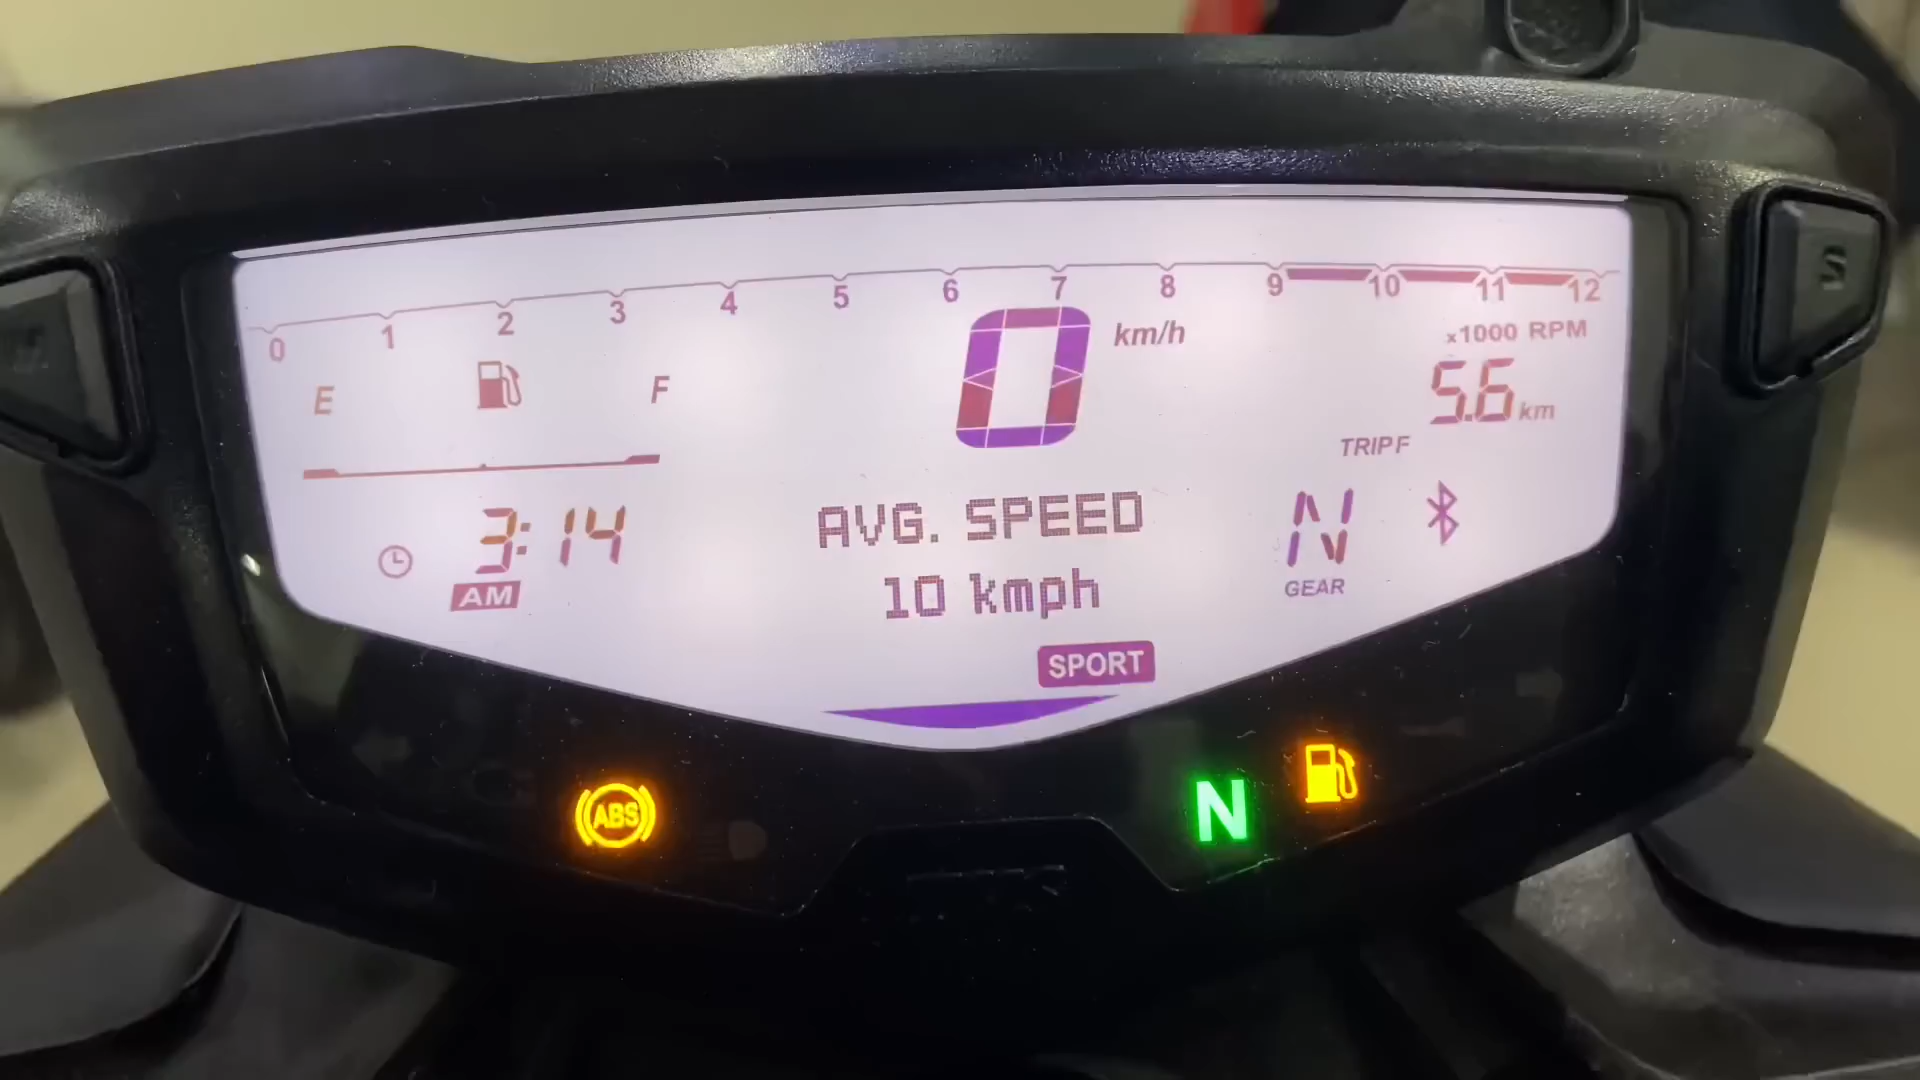 0 1 2 3 4 5 6 7 8 9 10 11 12
x1000 RPM
E F
0 km/h
5.6 km
TRIP F
3:14
AM
AVG. SPEED
10 kmph
N
GEAR
SPORT
ABS
N
S